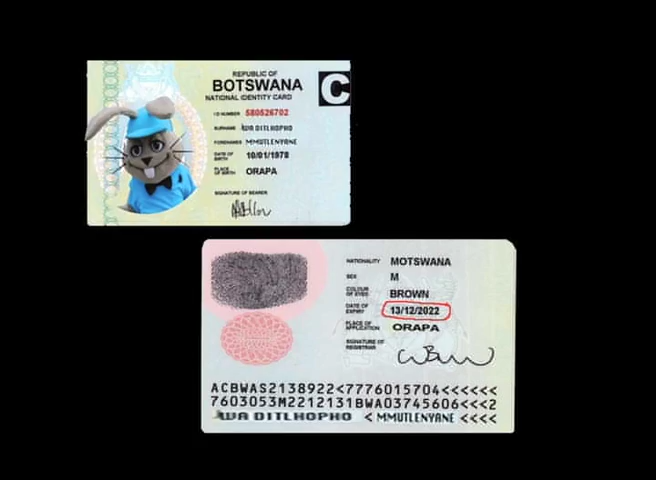 REPUBLIC OF
BOTSWANA
C
NATIONAL IDENTITY CARD
I.D NUMBER 580526702
SURNAME WA DITLHOPHO
FORENAMES MMUTLENYANE
DATE OF BIRTH 10/01/1978
PLACE OF BIRTH ORAPA
SIGNATURE OF BEARER
NATIONALITY MOTSWANA
SEX M
COLOUR OF EYES BROWN
DATE OF EXPIRY 13/12/2022
PLACE OF APPLICATION ORAPA
SIGNATURE OF REGISTRAR
ACBWAS2138922<7776015704<<<<<<
7603053M2212131BWA03745606<<<2
WA DITLHOPHO < MMUTLENYANE <<<<